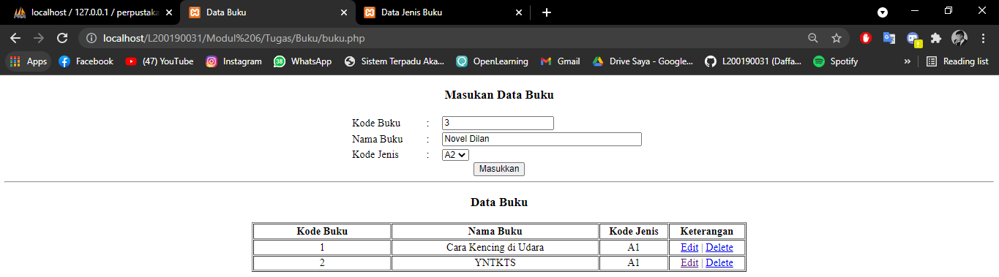 localhost / 127.0.0.1 / perpustaka
Data Buku
Data Jenis Buku
localhost/L200190031/Modul%206/Tugas/Buku/buku.php
Apps Facebook (47) YouTube Instagram WhatsApp Sistem Terpadu Aka... OpenLearning Gmail Drive Saya - Google... L200190031 (Daffa... Spotify » Reading list
Masukan Data Buku
Kode Buku : 3
Nama Buku : Novel Dilan
Kode Jenis : A2
Masukkan
Data Buku
Kode Buku Nama Buku Kode Jenis Keterangan
1 Cara Kencing di Udara A1 Edit | Delete
2 YNTKTS A1 Edit | Delete